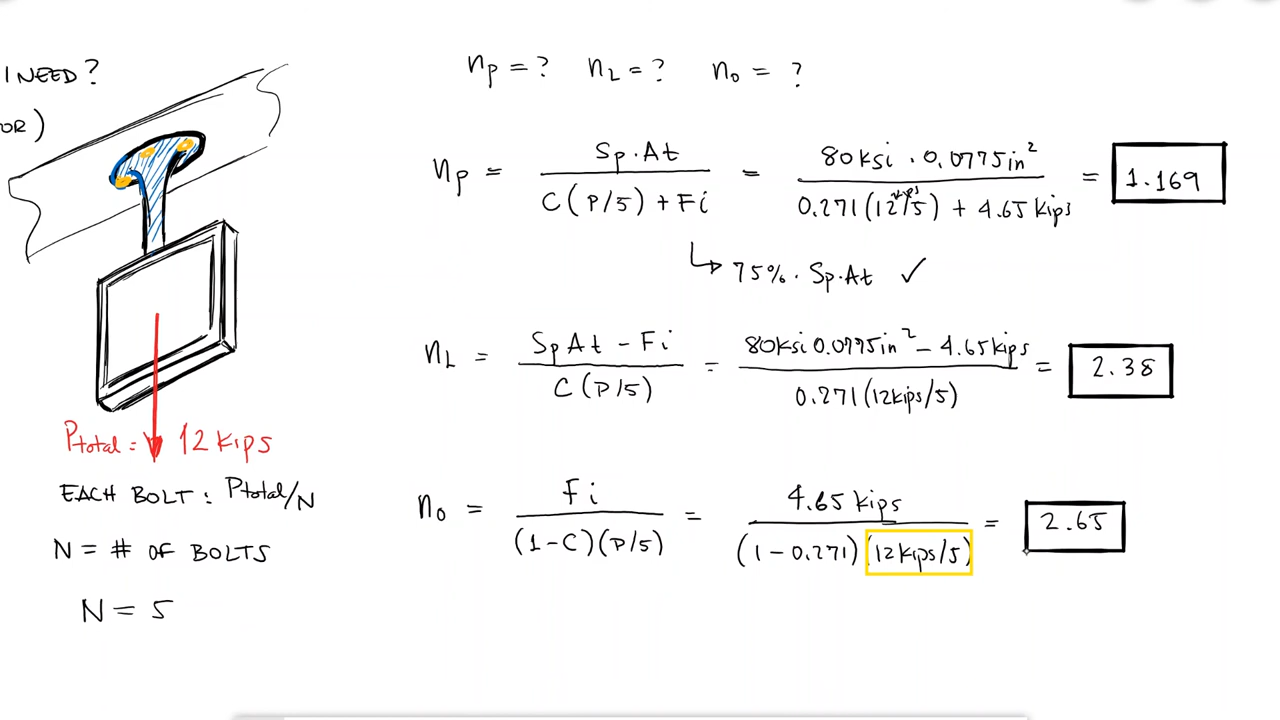 I NEED?
OR)
Ptotal = 12 Kips
EACH BOLT : Ptotal/N
N = # OF BOLTS
N = 5
np = ? nL = ? no = ?
np = Sp.At / C(P/5) + Fi = 80ksi . 0.0775in² / 0.271(12kips/5) + 4.65 kips = 1.169
↳ 75% . Sp.At ✓
nL = SpAt - Fi / C(P/5) = 80ksi 0.0775in² - 4.65kips / 0.271(12kips/5) = 2.38
no = Fi / (1-C)(P/5) = 4.65 kips / (1-0.271)(12kips/5) = 2.65